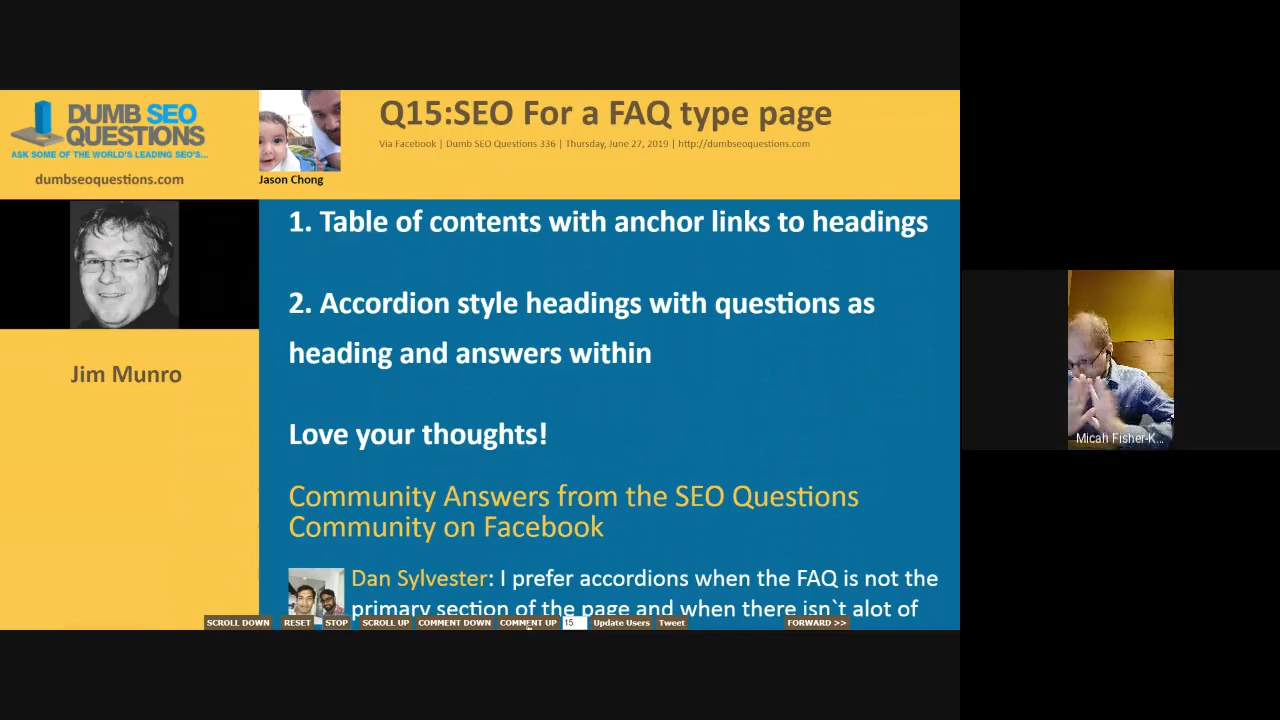 DUMB SEO
QUESTIONS
ASK SOME OF THE WORLD'S LEADING SEO'S...
dumbseoquestions.com
Jason Chong
Q15:SEO For a FAQ type page
Via Facebook | Dumb SEO Questions 336 | Thursday, June 27, 2019 | http://dumbseoquestions.com
Jim Munro
1. Table of contents with anchor links to headings
2. Accordion style headings with questions as
heading and answers within
Love your thoughts!
Community Answers from the SEO Questions
Community on Facebook
Dan Sylvester: I prefer accordions when the FAQ is not the
primary section of the page and when there isn`t alot of
SCROLL DOWN RESET STOP SCROLL UP COMMENT DOWN COMMENT UP 15 Update Users Tweet FORWARD >>
Micah Fisher-K...